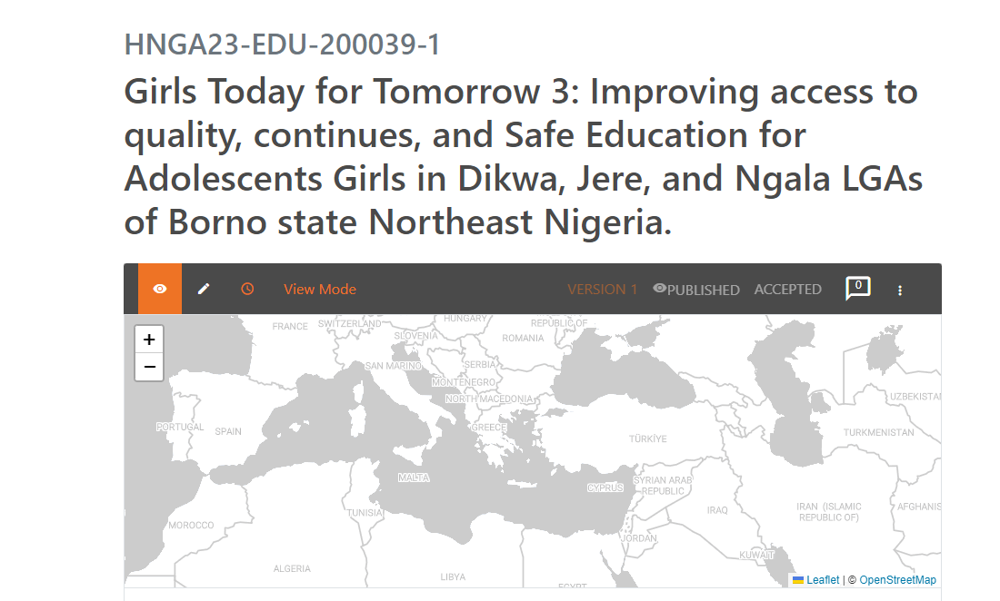 HNGA23-EDU-200039-1
Girls Today for Tomorrow 3: Improving access to
quality, continues, and Safe Education for
Adolescents Girls in Dikwa, Jere, and Ngala LGAs
of Borno state Northeast Nigeria.
View Mode
VERSION 1
PUBLISHED
ACCEPTED
0
+
−
FRANCE
SWITZERLAND
HUNGARY
REPUBLIC OF
SLOVENIA
ROMANIA
SAN MARINO
SERBIA
MONTENEGRO
NORTH MACEDONIA
UZBEKISTA
PORTUGAL
SPAIN
GREECE
TÜRKİYE
TURKMENISTAN
MALTA
CYPRUS
SYRIAN ARAB
REPUBLIC
TUNISIA
IRAQ
IRAN (ISLAMIC
REPUBLIC OF)
AFGHANIS
MOROCCO
JORDAN
KUWAIT
ALGERIA
LIBYA
EGYPT
Leaflet | © OpenStreetMap